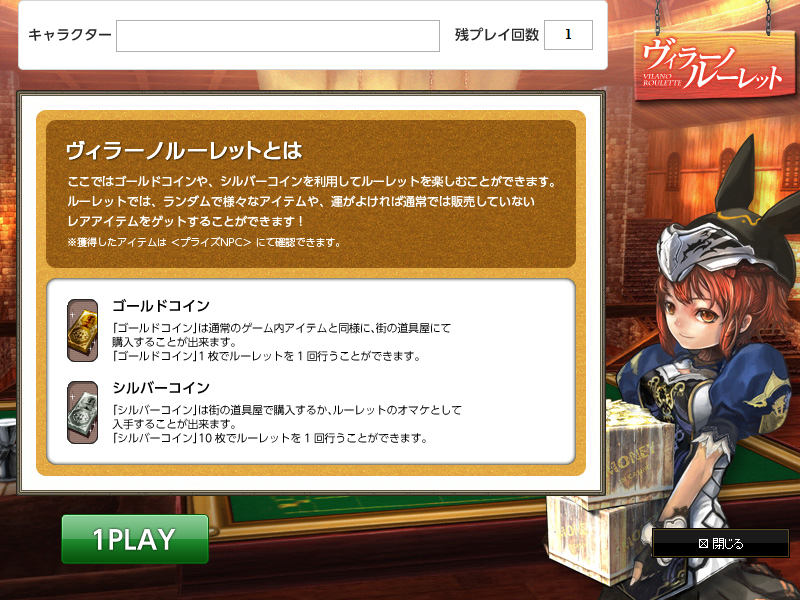 キャラクター
残プレイ回数 1
ヴィラーノ
ルーレット
VILANO
ROULETTE
ヴィラーノルーレットとは
ここではゴールドコインや、シルバーコインを利用してルーレットを楽しむことができます。
ルーレットでは、ランダムで様々なアイテムや、運がよければ通常では販売していない
レアアイテムをゲットすることができます！
※獲得したアイテムは ＜プライズNPC＞ にて確認できます。
ゴールドコイン
「ゴールドコイン」は通常のゲーム内アイテムと同様に、街の道具屋にて
購入することが出来ます。
「ゴールドコイン」1 枚でルーレットを 1 回行うことができます。
シルバーコイン
「シルバーコイン」は街の道具屋で購入するか、ルーレットのオマケとして
入手することが出来ます。
「シルバーコイン」10 枚でルーレットを 1 回行うことができます。
MONEY
1PLAY
閉じる